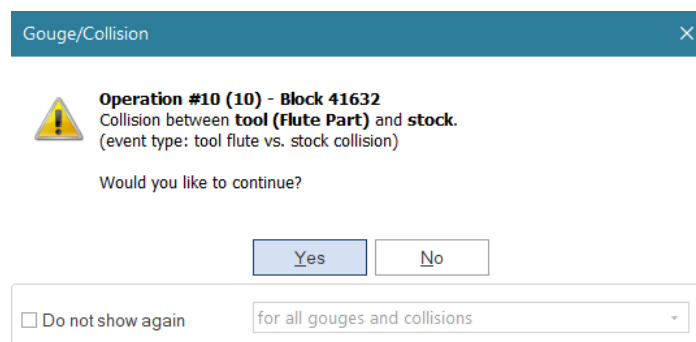 Gouge/Collision
Operation #10 (10) - Block 41632
Collision between tool (Flute Part) and stock.
(event type: tool flute vs. stock collision)
Would you like to continue?
Yes
No
Do not show again
for all gouges and collisions